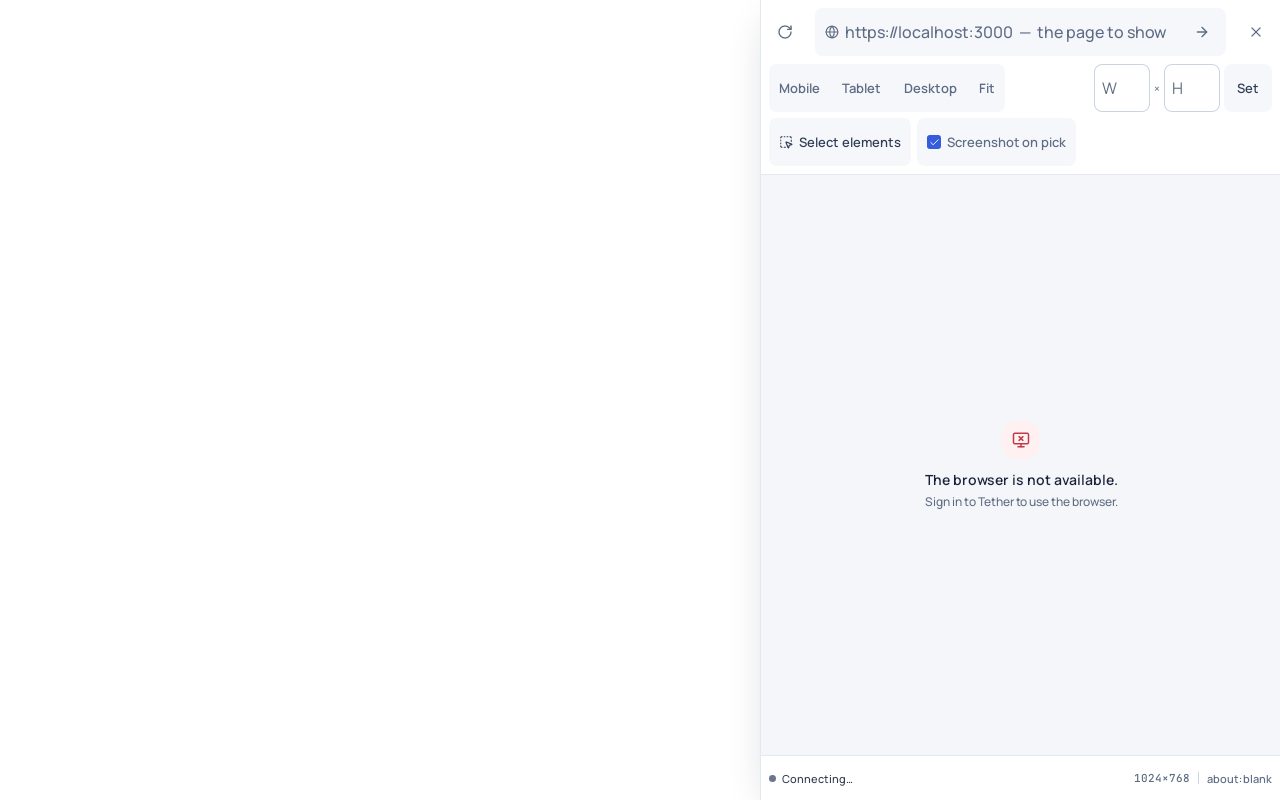 https://localhost:3000 — the page to show
Mobile Tablet Desktop Fit W × H Set
Select elements Screenshot on pick
The browser is not available.
Sign in to Tether to use the browser.
Connecting… 1024×768 about:blank